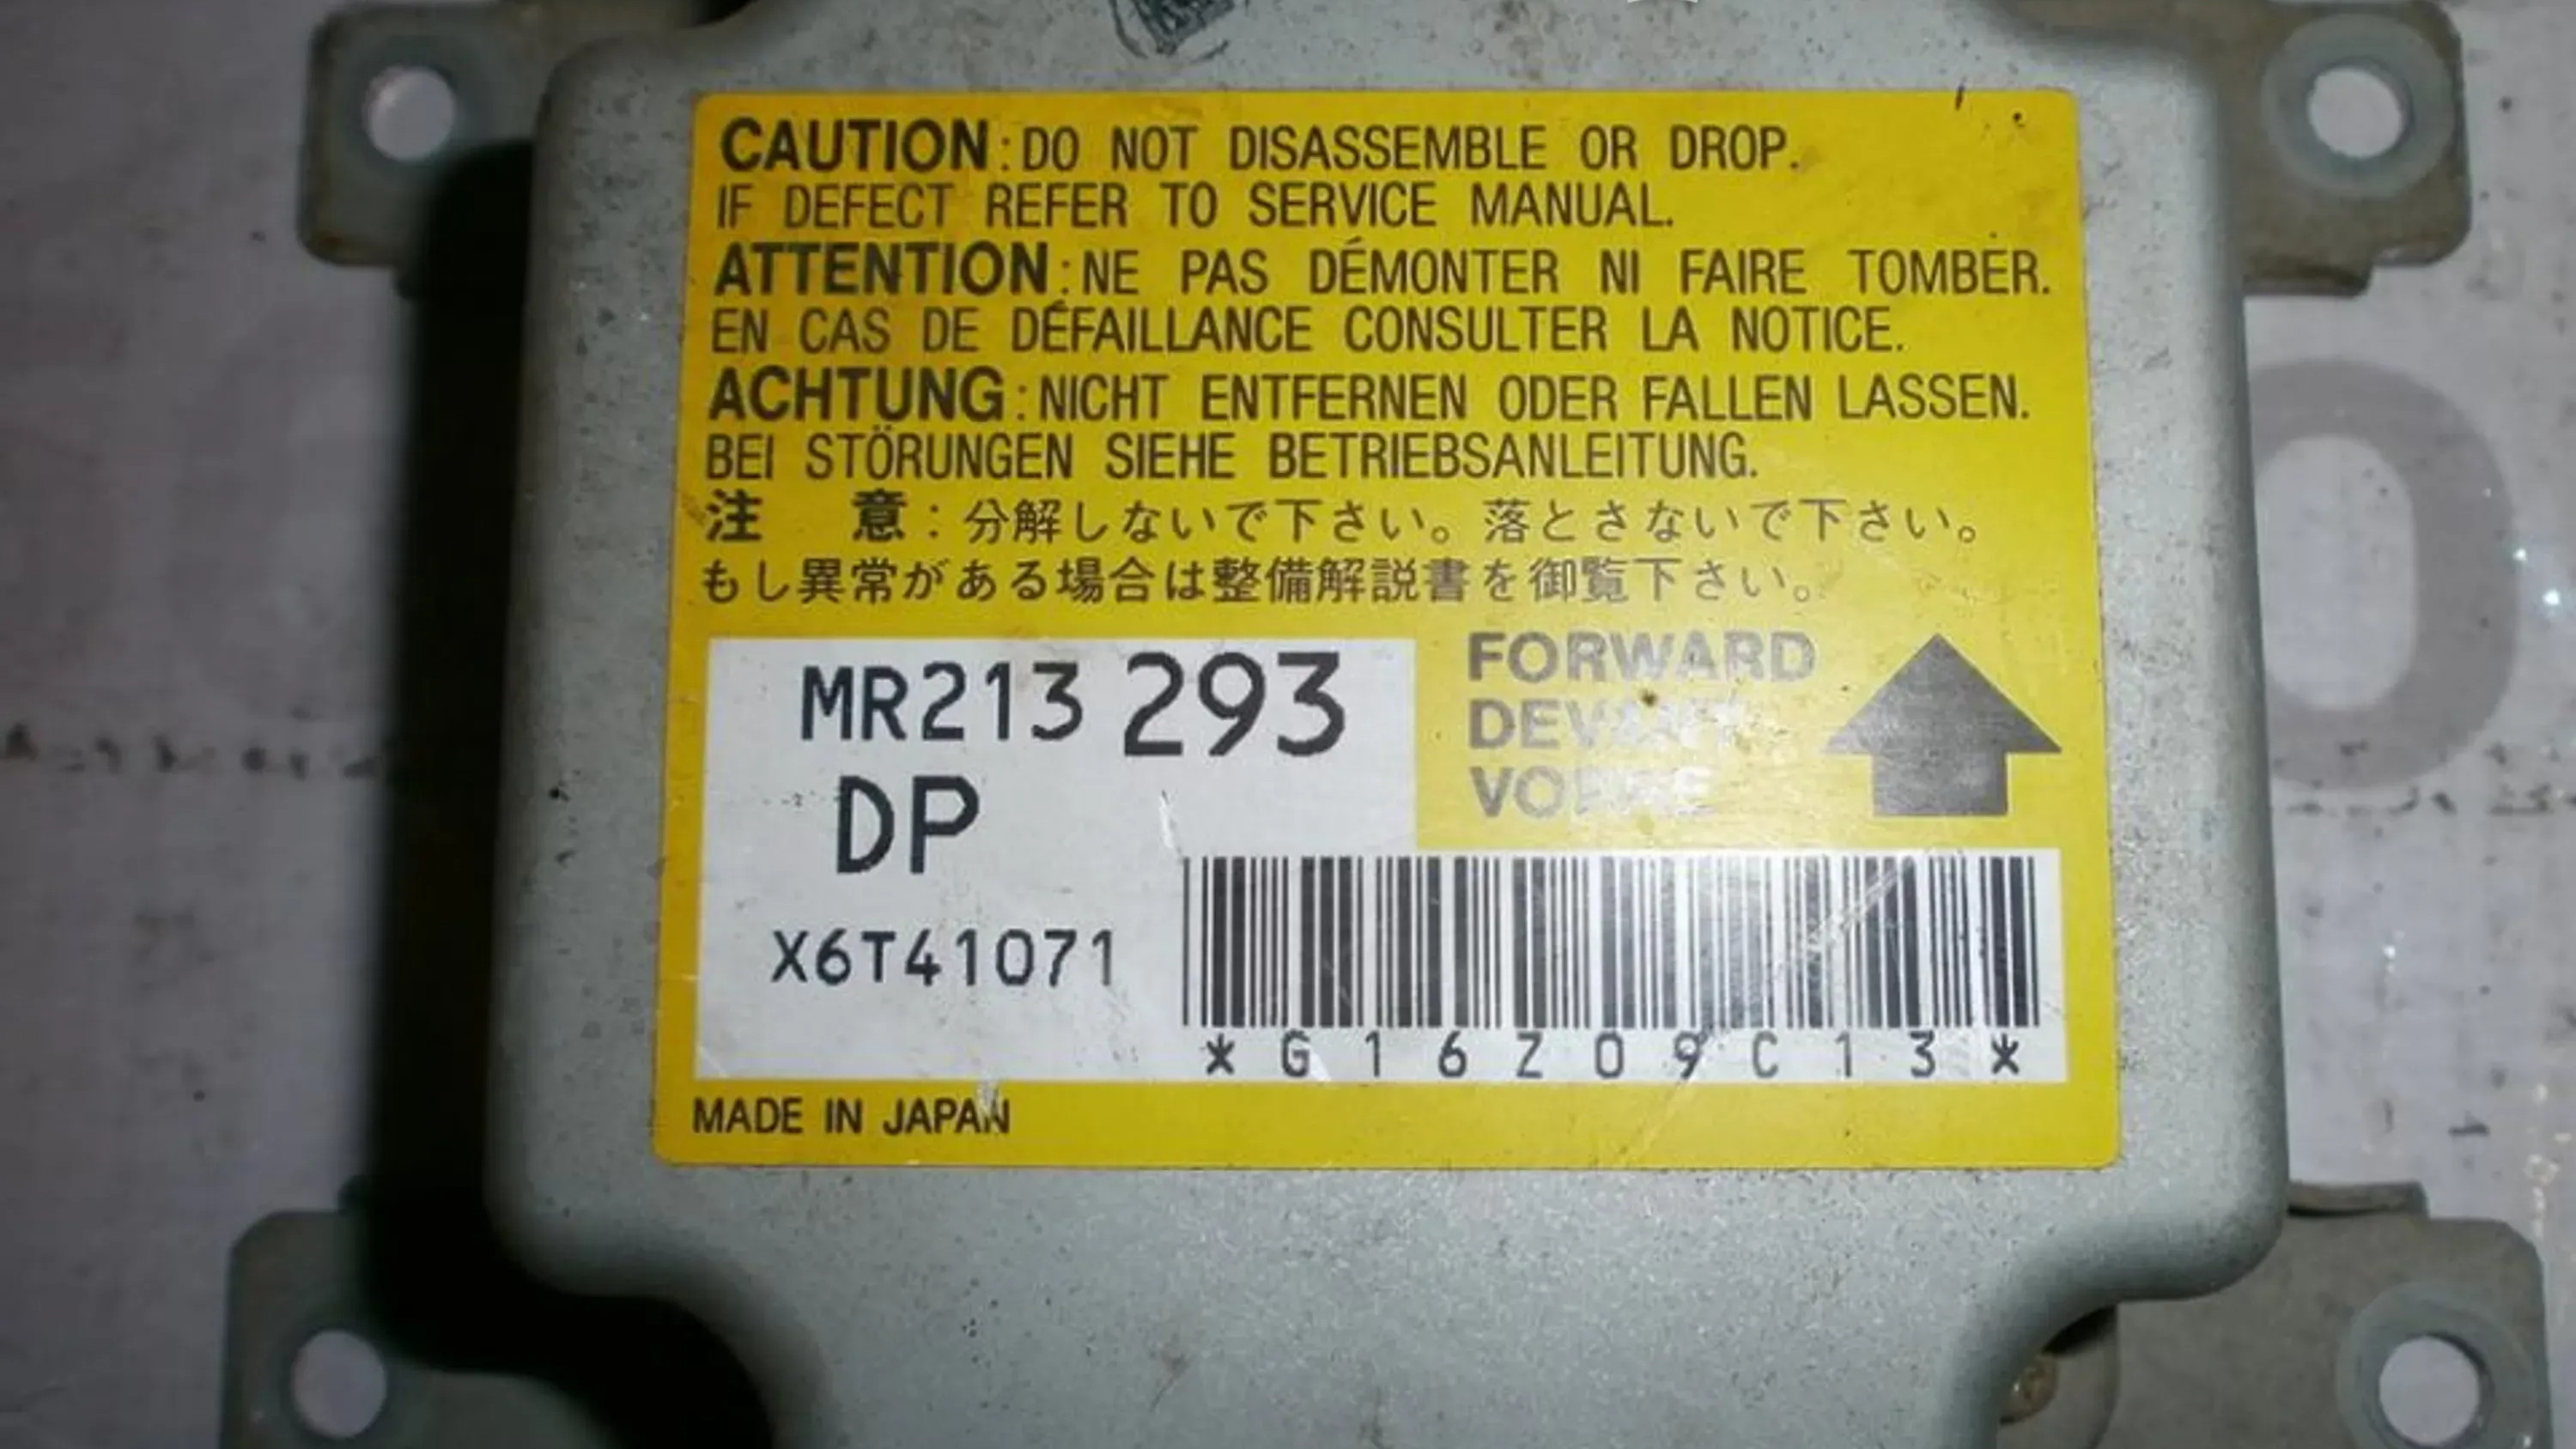 CAUTION:DO NOT DISASSEMBLE OR DROP.
IF DEFECT REFER TO SERVICE MANUAL.
ATTENTION:NE PAS DÉMONTER NI FAIRE TOMBER.
EN CAS DE DÉFAILLANCE CONSULTER LA NOTICE.
ACHTUNG:NICHT ENTFERNEN ODER FALLEN LASSEN.
BEI STÖRUNGEN SIEHE BETRIEBSANLEITUNG.
注 意:分解しないで下さい。落とさないで下さい。
もし異常がある場合は整備解説書を御覧下さい。
MR213 293
DP
FORWARD
X6T41071
*G16Z09C13*
MADE IN JAPAN